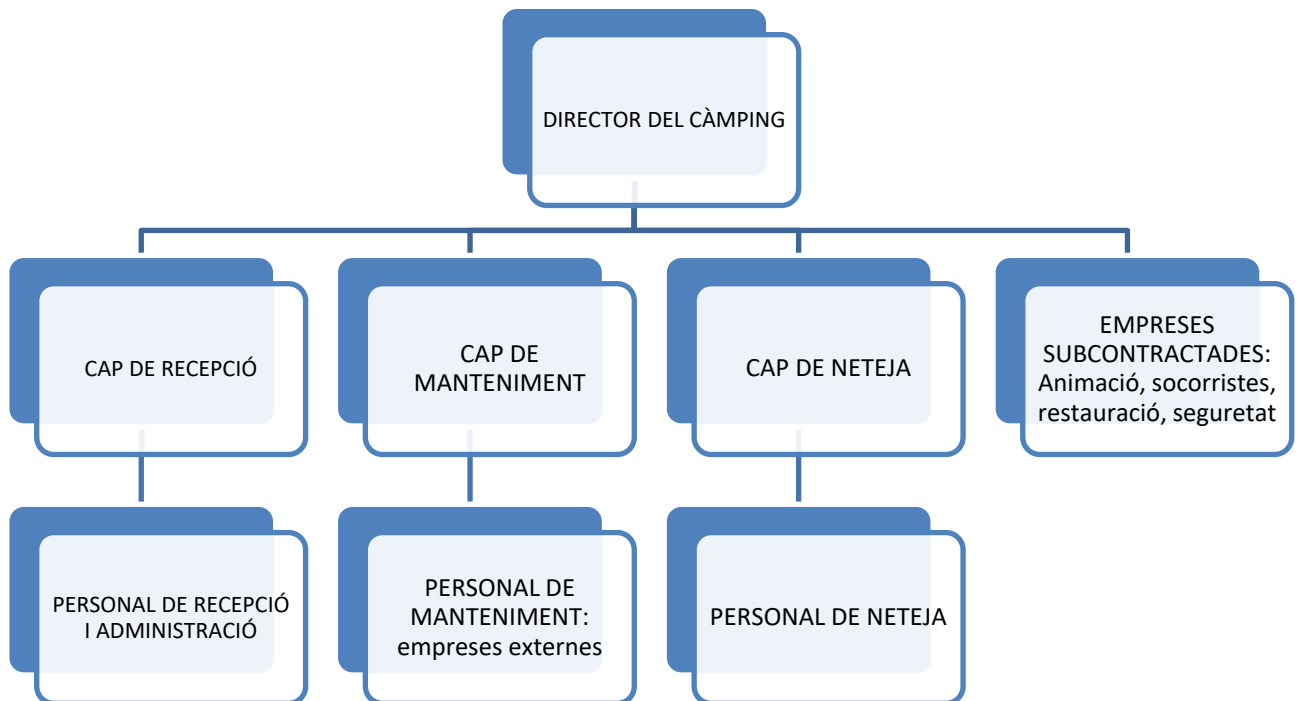 DIRECTOR DEL CÀMPING
CAP DE RECEPCIÓ
CAP DE
MANTENIMENT
CAP DE NETEJA
EMPRESES
SUBCONTRACTADES:
Animació, socorristes,
restauració, seguretat
PERSONAL DE RECEPCIÓ
I ADMINISTRACIÓ
PERSONAL DE
MANTENIMENT:
empreses externes
PERSONAL DE NETEJA